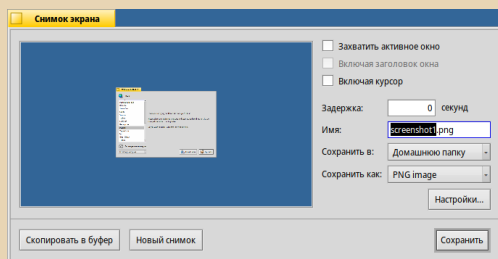 Снимок экрана
Захватить активное окно
Включая заголовок окна
Включая курсор
Задержка: 0 секунд
Имя: screenshot1.png
Сохранить в: Домашнюю папку
Сохранить как: PNG image
Настройки...
Скопировать в буфер Новый снимок Сохранить